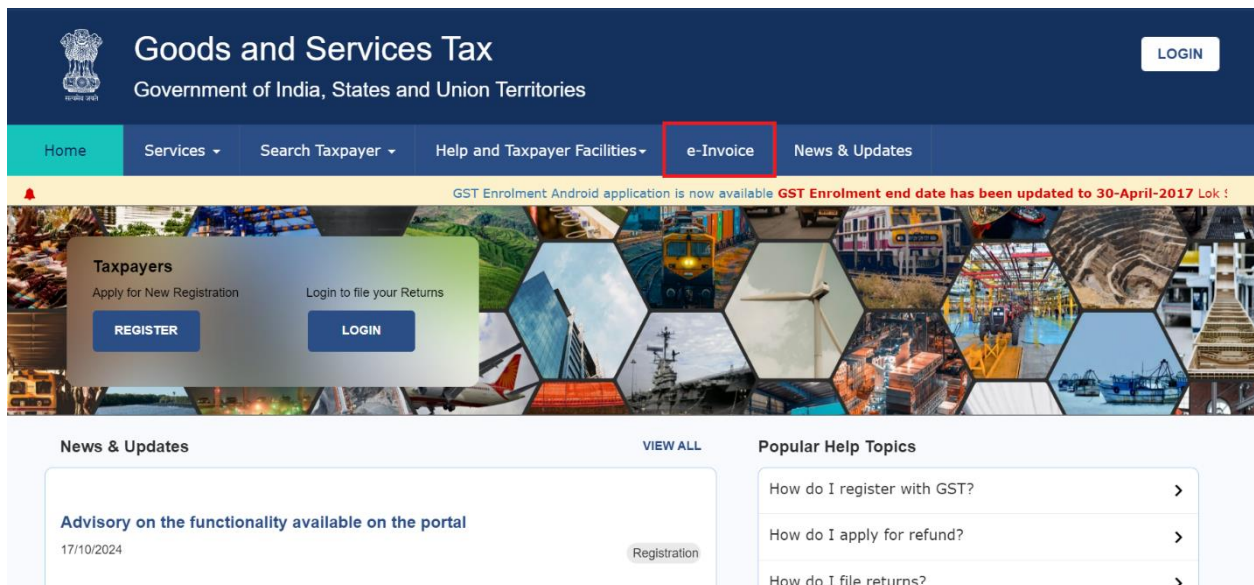 Goods and Services Tax
Government of India, States and Union Territories
LOGIN
सत्यमेव जयते
Home Services Search Taxpayer Help and Taxpayer Facilities e-Invoice News & Updates
GST Enrolment Android application is now available GST Enrolment end date has been updated to 30-April-2017 Lok
Taxpayers
Apply for New Registration Login to file your Returns
REGISTER LOGIN
News & Updates VIEW ALL
Advisory on the functionality available on the portal
17/10/2024
Registration
Popular Help Topics
How do I register with GST?
How do I apply for refund?
How do I file returns?